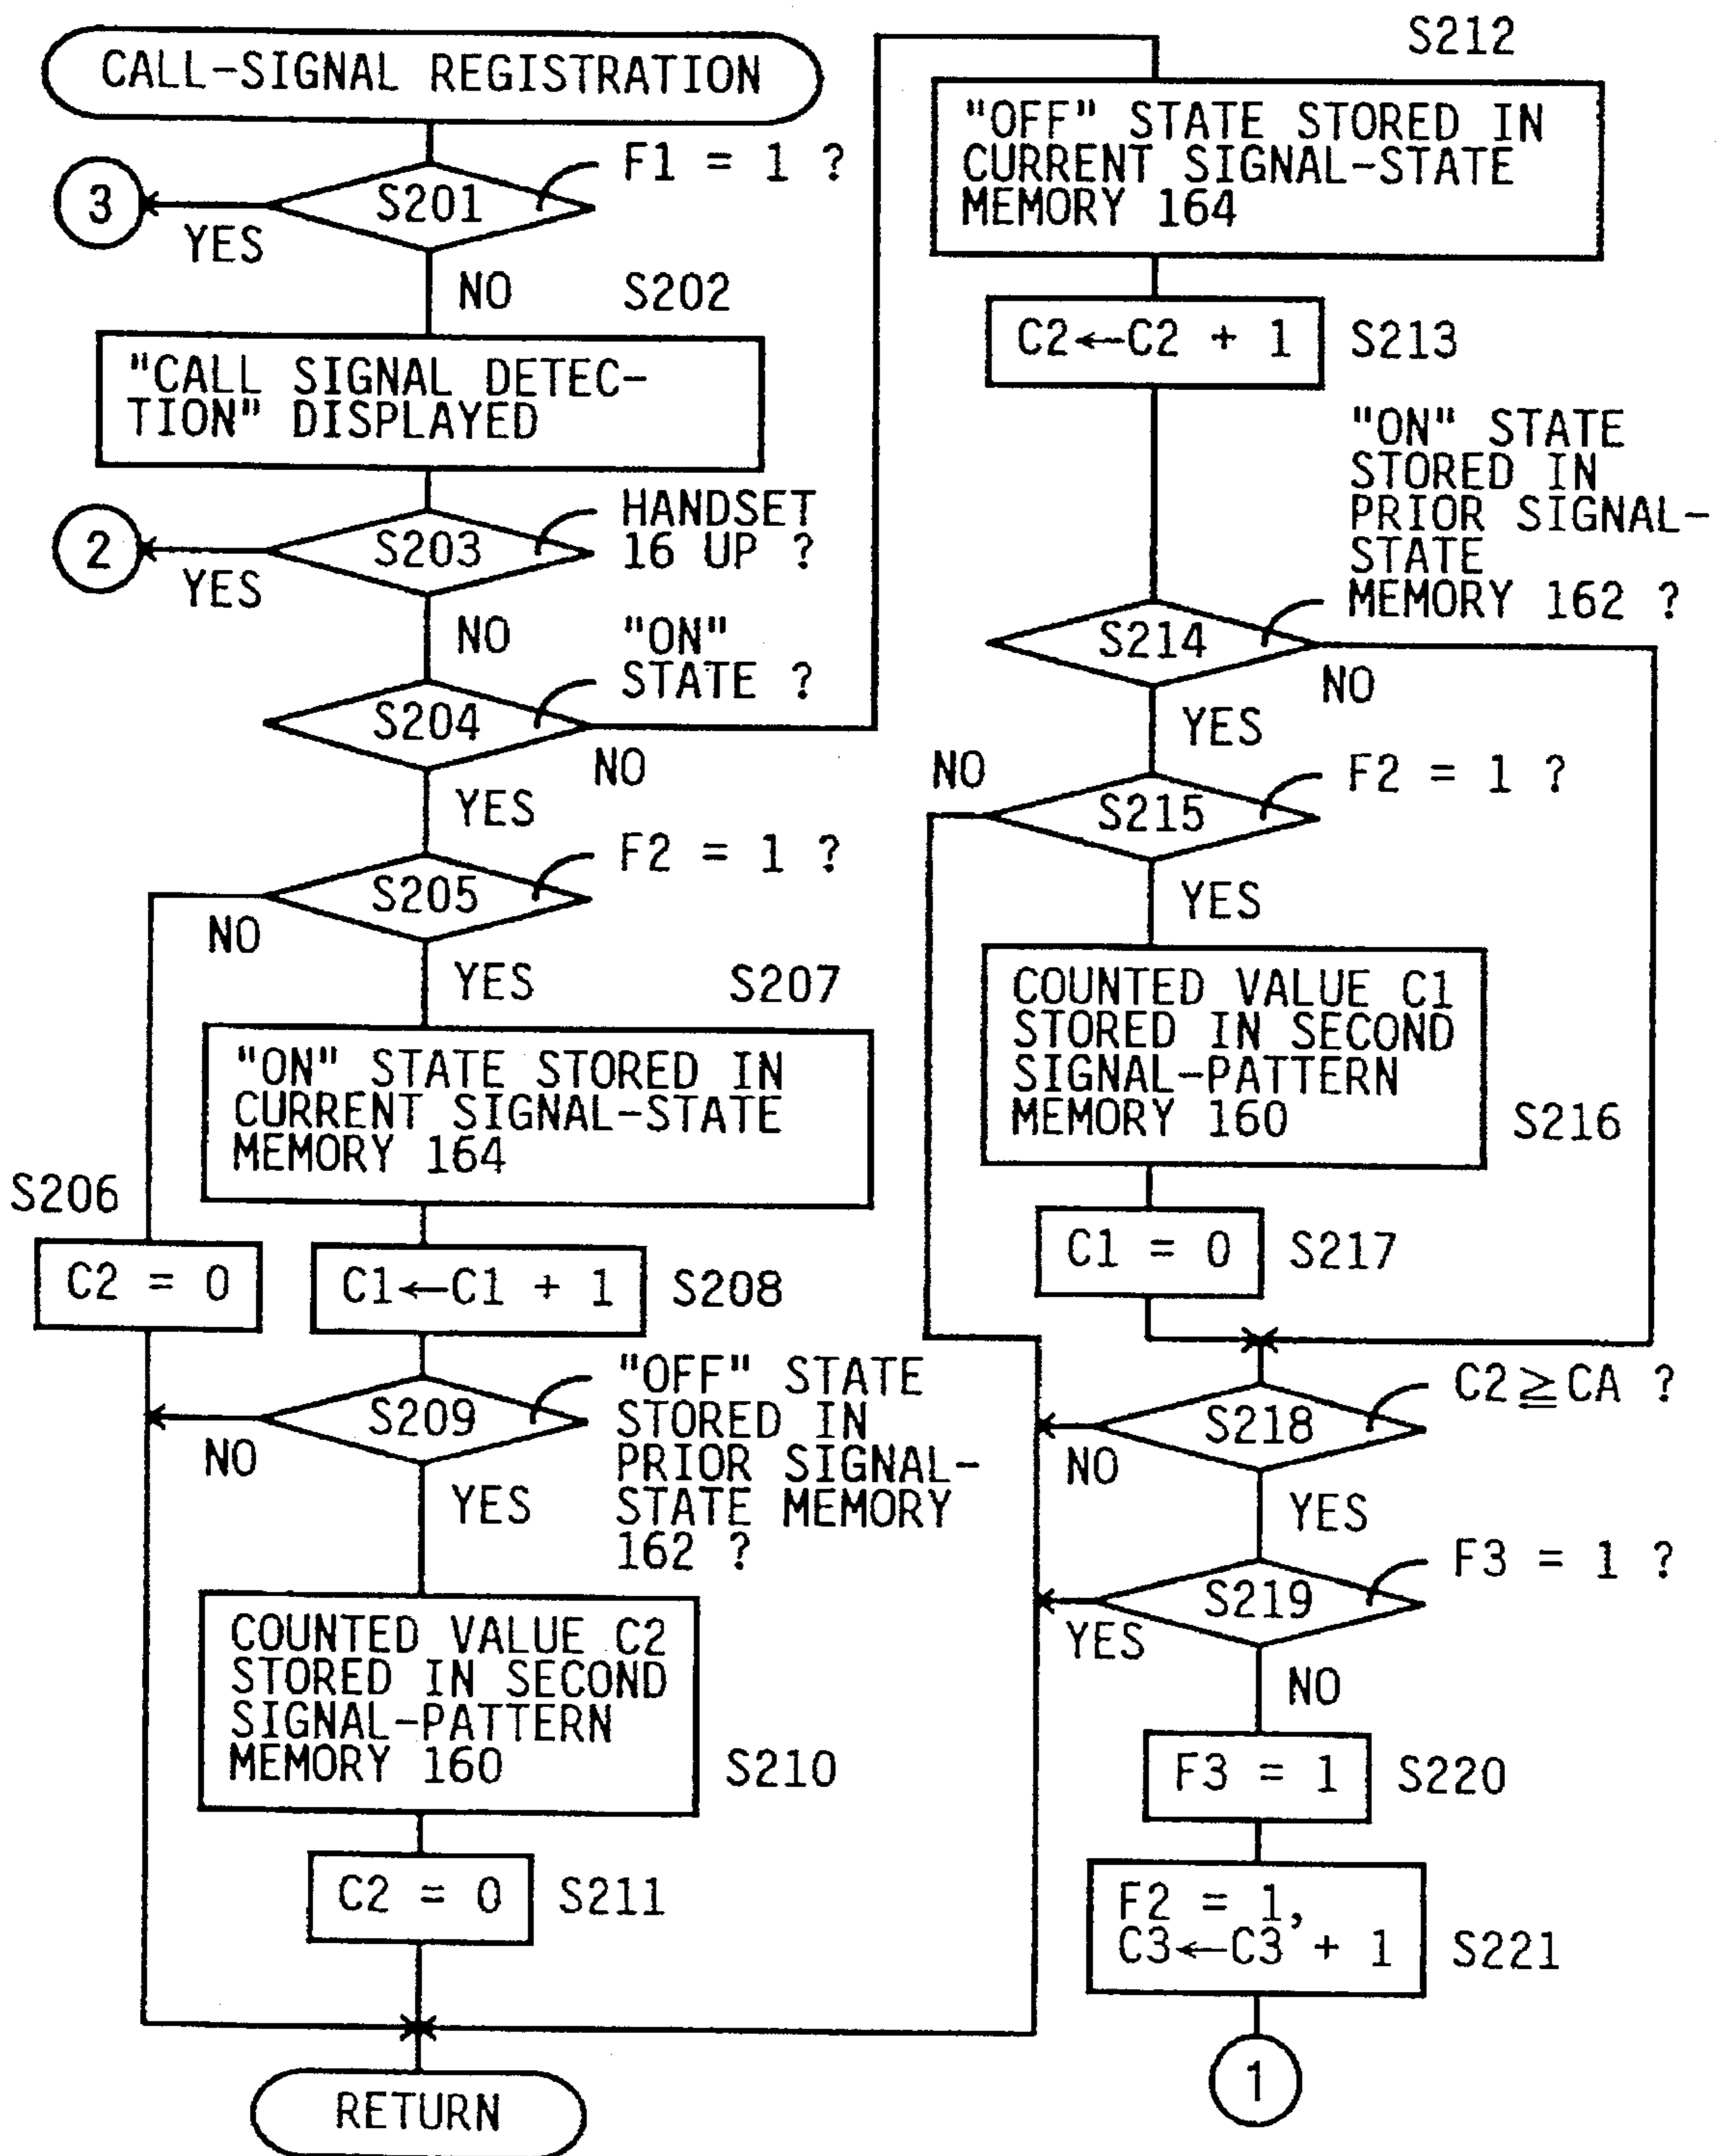 CALL-SIGNAL REGISTRATION
F1 = 1 ?
3
S201
YES
NO
S202
"CALL SIGNAL DETEC-
TION" DISPLAYED
HANDSET
16 UP ?
2
S203
YES
NO
"ON"
STATE ?
S204
NO
YES
F2 = 1 ?
S205
NO
YES
S207
"ON" STATE STORED IN
CURRENT SIGNAL-STATE
MEMORY 164
S206
C2 = 0
C1←C1 + 1
S208
"OFF" STATE
STORED IN
PRIOR SIGNAL-
STATE MEMORY
162 ?
S209
NO
YES
COUNTED VALUE C2
STORED IN SECOND
SIGNAL-PATTERN
MEMORY 160
S210
C2 = 0
S211
RETURN
S212
"OFF" STATE STORED IN
CURRENT SIGNAL-STATE
MEMORY 164
C2←C2 + 1
S213
"ON" STATE
STORED IN
PRIOR SIGNAL-
STATE
MEMORY 162 ?
S214
NO
YES
NO
F2 = 1 ?
S215
YES
COUNTED VALUE C1
STORED IN SECOND
SIGNAL-PATTERN
MEMORY 160
S216
C1 = 0
S217
C2≧CA ?
S218
NO
YES
F3 = 1 ?
S219
YES
NO
F3 = 1
S220
F2 = 1,
C3←C3 + 1
S221
1